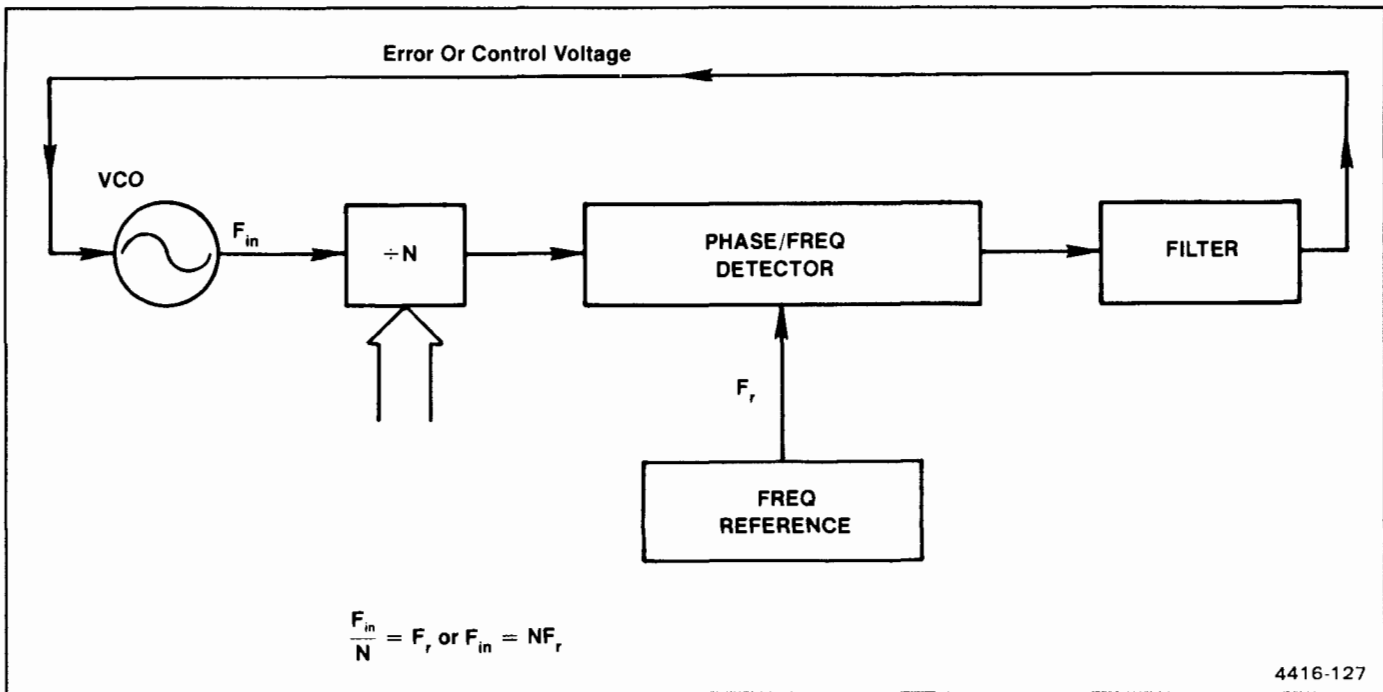 Error Or Control Voltage
VCO
F_in
÷N
PHASE/FREQ
DETECTOR
FILTER
F_r
FREQ
REFERENCE
F_in/N = F_r or F_in = NF_r
4416-127